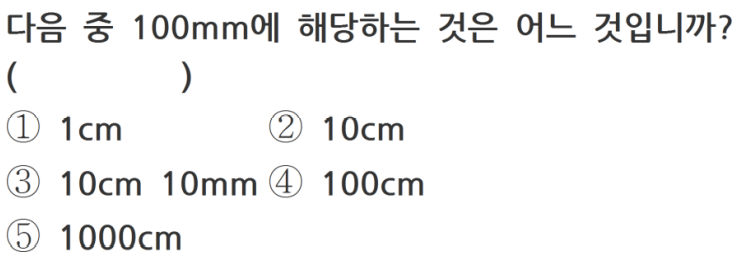 다음 중 100mm에 해당하는 것은 어느 것입니까?
( )
① 1cm ② 10cm
③ 10cm 10mm ④ 100cm
⑤ 1000cm